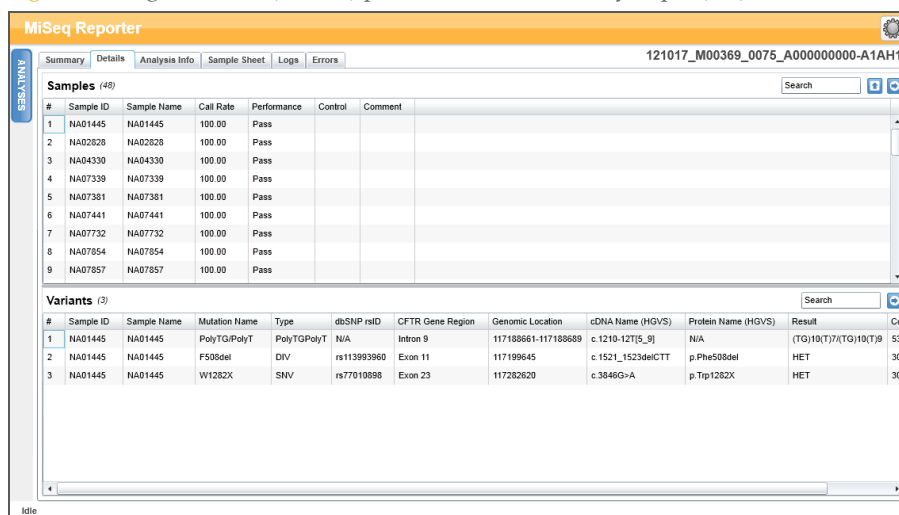 MiSeq Reporter
ANALYSES
Summary Details Analysis Info Sample Sheet Logs Errors 121017_M00369_0075_A000000000-A1AH1
Samples (48) Search
# Sample ID Sample Name Call Rate Performance Control Comment
1 NA01445 NA01445 100.00 Pass
2 NA02828 NA02828 100.00 Pass
3 NA04330 NA04330 100.00 Pass
4 NA07339 NA07339 100.00 Pass
5 NA07381 NA07381 100.00 Pass
6 NA07441 NA07441 100.00 Pass
7 NA07732 NA07732 100.00 Pass
8 NA07854 NA07854 100.00 Pass
9 NA07857 NA07857 100.00 Pass
Variants (3) Search
# Sample ID Sample Name Mutation Name Type dbSNP rsID CFTR Gene Region Genomic Location cDNA Name (HGVS) Protein Name (HGVS) Result
1 NA01445 NA01445 PolyTG/PolyT PolyTGPolyT N/A Intron 9 117188661-117188689 c.1210-12T[5_9] N/A (TG)10(T)7/(TG)10(T)9
2 NA01445 NA01445 F508del DIV rs113993960 Exon 11 117199645 c.1521_1523delCTT p.Phe508del HET
3 NA01445 NA01445 W1282X SNV rs77010898 Exon 23 117282620 c.3846G>A p.Trp1282X HET
Idle